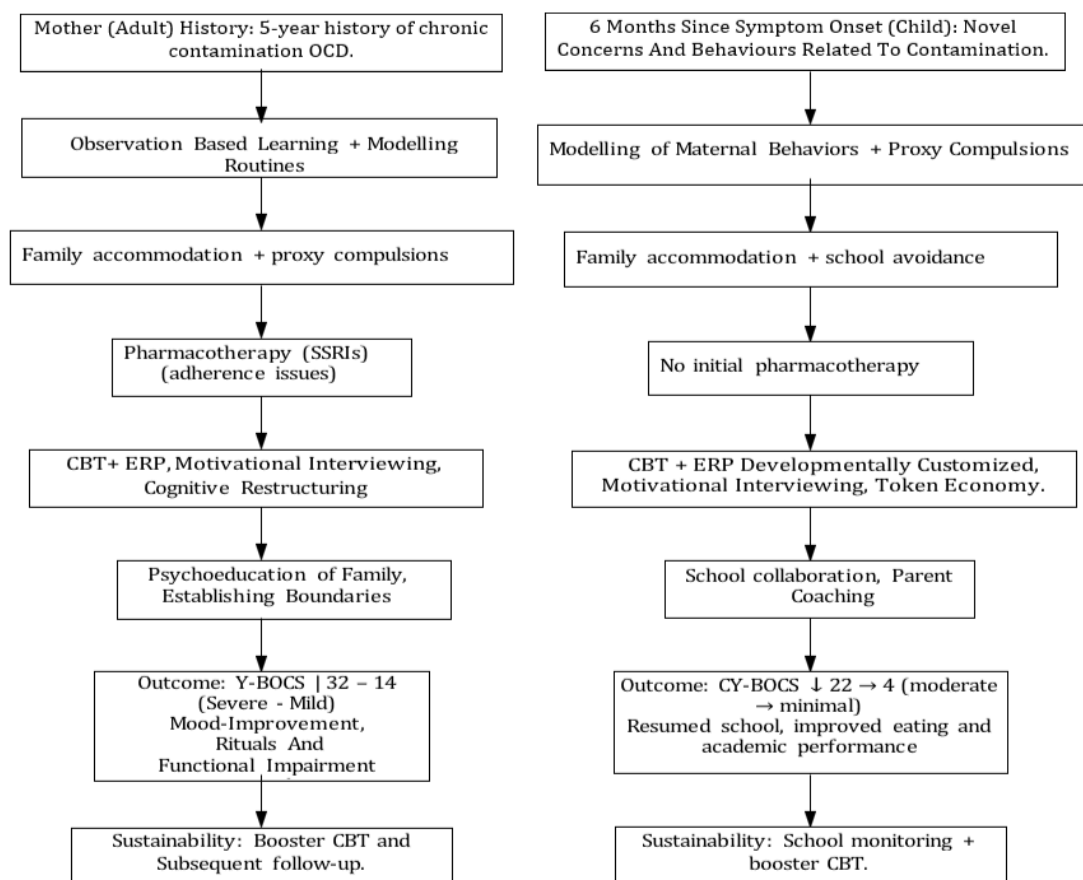 Mother (Adult) History: 5-year history of chronic
contamination OCD.
Observation Based Learning + Modelling
Routines
Family accommodation + proxy compulsions
Pharmacotherapy (SSRIs)
(adherence issues)
CBT+ ERP, Motivational Interviewing,
Cognitive Restructuring
Psychoeducation of Family,
Establishing Boundaries
Outcome: Y-BOCS | 32 – 14
(Severe - Mild)
Mood-Improvement,
Rituals And
Functional Impairment
Sustainability: Booster CBT and
Subsequent follow-up.
6 Months Since Symptom Onset (Child): Novel
Concerns And Behaviours Related To Contamination.
Modelling of Maternal Behaviors + Proxy Compulsions
Family accommodation + school avoidance
No initial pharmacotherapy
CBT + ERP Developmentally Customized,
Motivational Interviewing, Token Economy.
School collaboration, Parent
Coaching
Outcome: CY-BOCS ↓ 22 → 4 (moderate
→ minimal)
Resumed school, improved eating and
academic performance
Sustainability: School monitoring +
booster CBT.